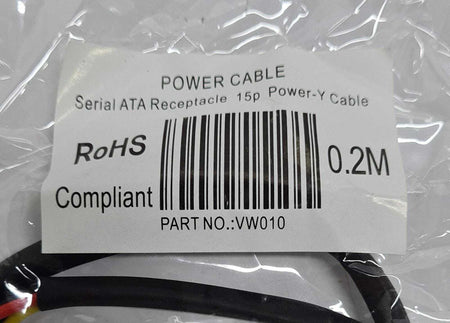 POWER CABLE
Serial ATA Receptacle 15p Power-Y Cable
RoHS
Compliant
0.2M
PART NO.:VW010